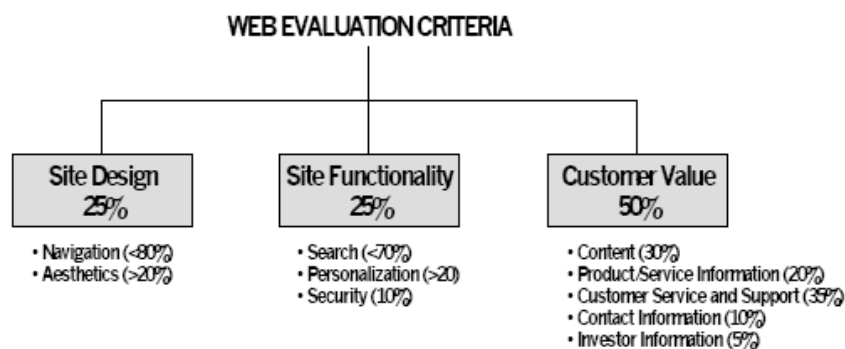 WEB EVALUATION CRITERIA
Site Design
25%
• Navigation (<80%)
• Aesthetics (>20%)
Site Functionality
25%
• Search (<70%)
• Personalization (>20)
• Security (10%)
Customer Value
50%
• Content (30%)
• Product/Service Information (20%)
• Customer Service and Support (35%)
• Contact Information (10%)
• Investor Information (5%)